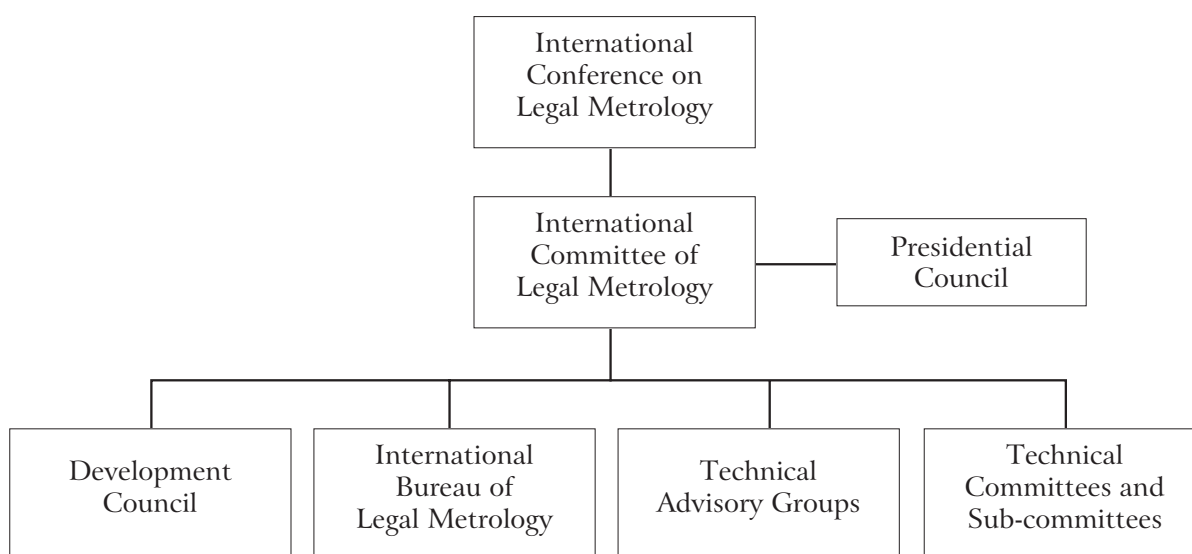 International
Conference on
Legal Metrology
International
Committee of
Legal Metrology
Presidential
Council
Development
Council
International
Bureau of
Legal Metrology
Technical
Advisory Groups
Technical
Committees and
Sub-committees